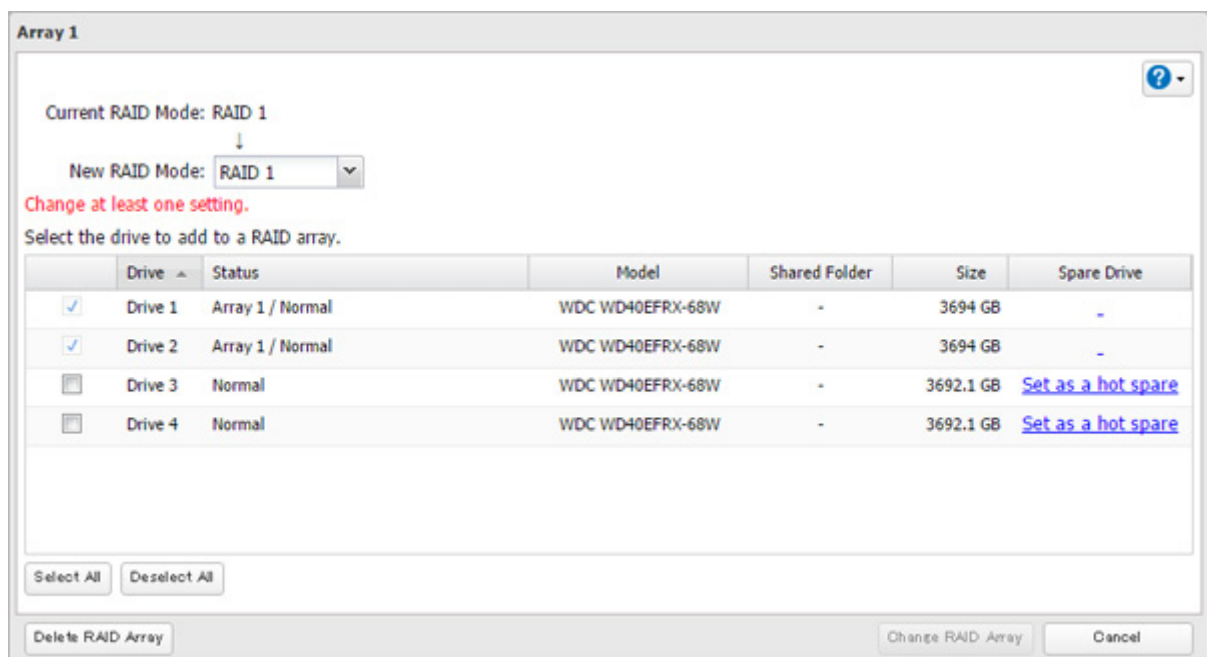 Array 1
Current RAID Mode: RAID 1
↓
New RAID Mode: RAID 1
Change at least one setting.
Select the drive to add to a RAID array.
Drive Status Model Shared Folder Size Spare Drive
Drive 1 Array 1 / Normal WDC WD40EFRX-68W - 3694 GB -
Drive 2 Array 1 / Normal WDC WD40EFRX-68W - 3694 GB -
Drive 3 Normal WDC WD40EFRX-68W - 3692.1 GB Set as a hot spare
Drive 4 Normal WDC WD40EFRX-68W - 3692.1 GB Set as a hot spare
Select All Deselect All
Delete RAID Array Change RAID Array Cancel